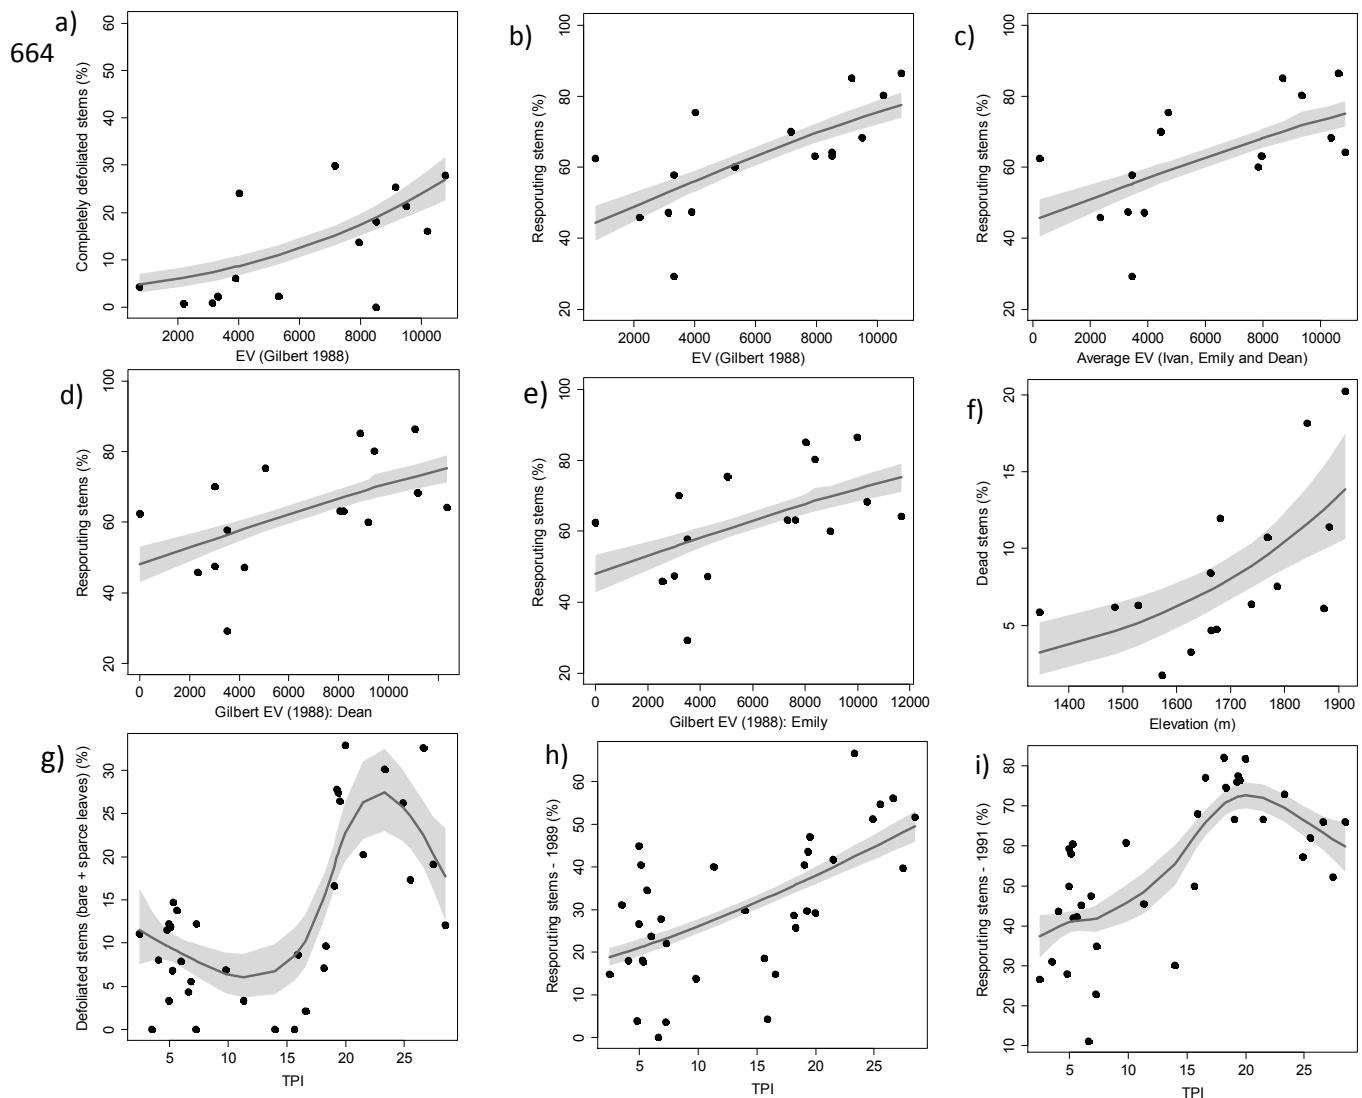 664
a)
Completely defoliated stems (%)
0 10 20 30 40 50 60
2000 4000 6000 8000 10000
EV (Gilbert 1988)
b)
Resporuting stems (%)
20 40 60 80 100
2000 4000 6000 8000 10000
EV (Gilbert 1988)
c)
Resporuting stems (%)
20 40 60 80 100
0 2000 4000 6000 8000 10000
Average EV (Ivan, Emily and Dean)
d)
Resporuting stems (%)
20 40 60 80 100
0 2000 4000 6000 8000 10000
Gilbert EV (1988): Dean
e)
Resporuting stems (%)
20 40 60 80 100
0 2000 4000 6000 8000 10000 12000
Gilbert EV (1988): Emily
f)
Dead stems (%)
5 10 15 20
1400 1500 1600 1700 1800 1900
Elevation (m)
g)
Defoliated stems (bare + sparce leaves) (%)
0 5 10 15 20 25 30
5 10 15 20 25
TPI
h)
Resporuting stems - 1989 (%)
0 10 20 30 40 50 60
5 10 15 20 25
TPI
i)
Resporuting stems - 1991 (%)
10 20 30 40 50 60 70 80
5 10 15 20 25
TPI